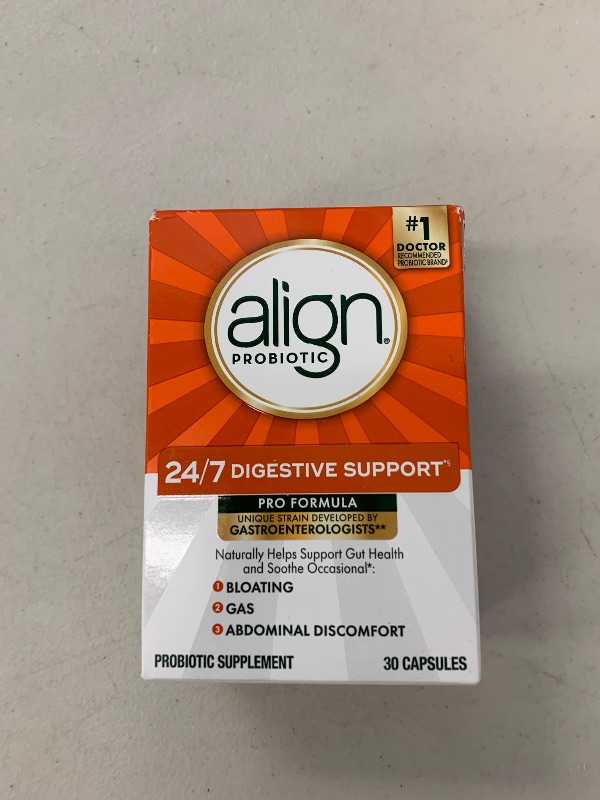 #1
DOCTOR
RECOMMENDED
PROBIOTIC BRAND‡
align®
PROBIOTIC
24/7 DIGESTIVE SUPPORT*§
PRO FORMULA
UNIQUE STRAIN DEVELOPED BY
GASTROENTEROLOGISTS**
Naturally Helps Support Gut Health
and Soothe Occasional*:
1 BLOATING
2 GAS
3 ABDOMINAL DISCOMFORT
PROBIOTIC SUPPLEMENT 30 CAPSULES